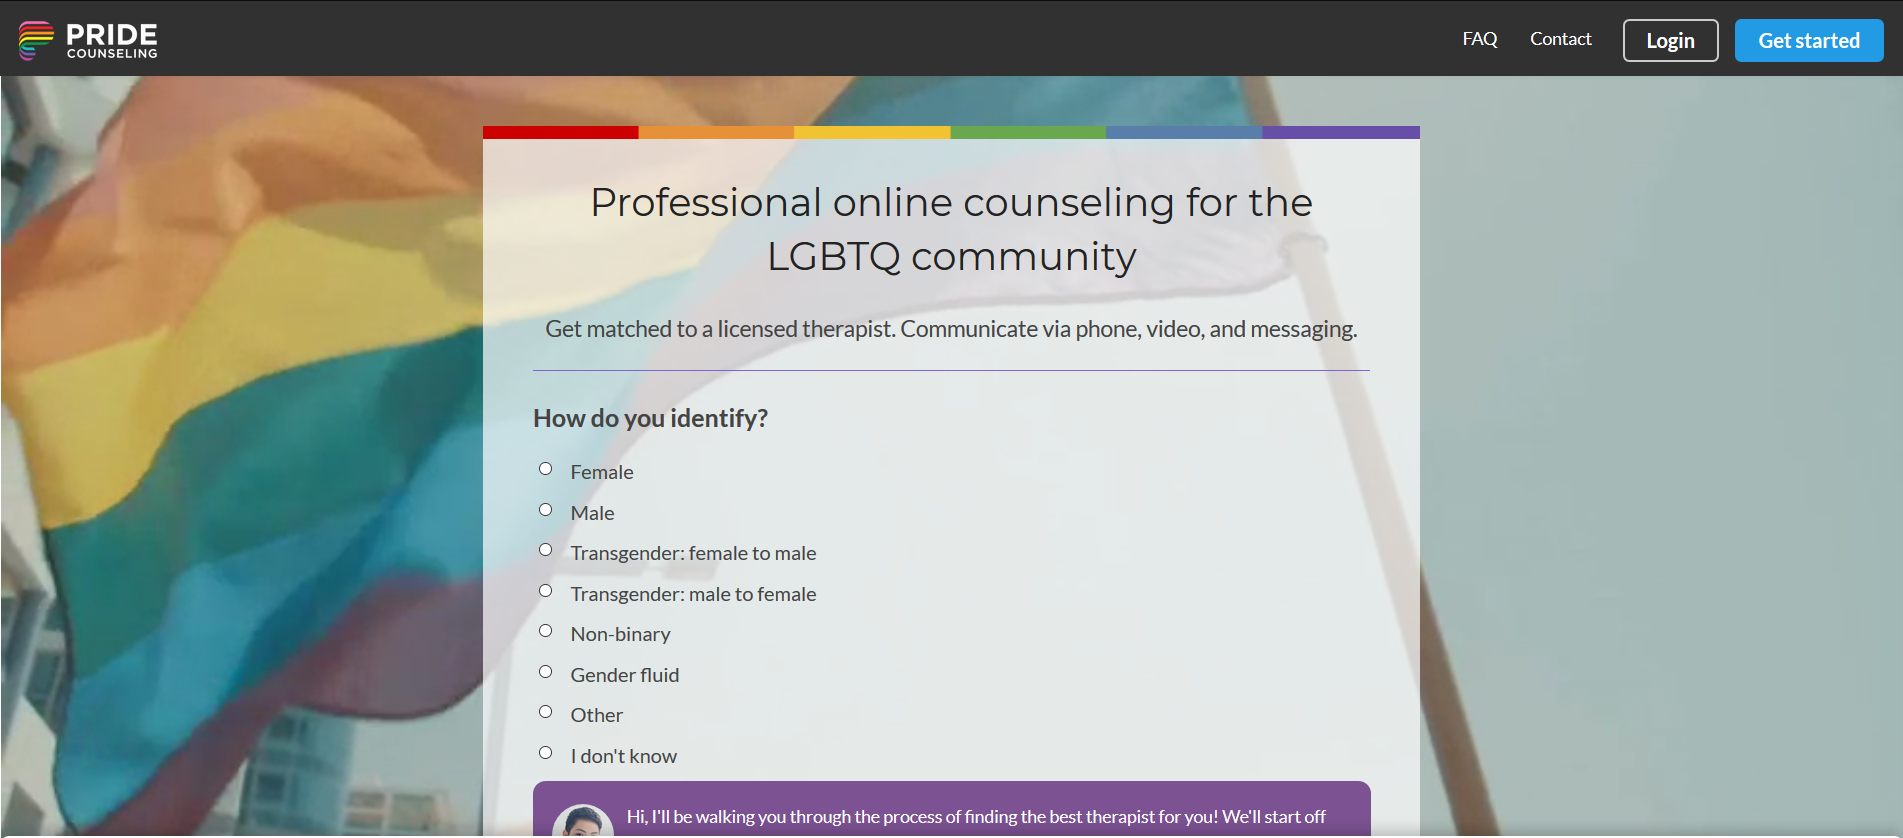 PRIDE
COUNSELING
FAQ
Contact
Login
Get started
Professional online counseling for the
LGBTQ community
Get matched to a licensed therapist. Communicate via phone, video, and messaging.
How do you identify?
Female
Male
Transgender: female to male
Transgender: male to female
Non-binary
Gender fluid
Other
I don't know
Hi, I'll be walking you through the process of finding the best therapist for you! We'll start off